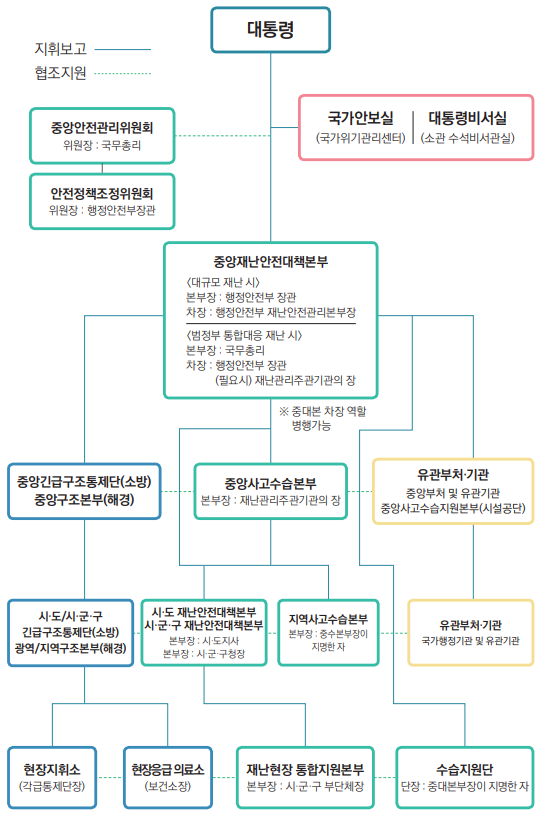 대통령
지휘보고
협조지원
국가안보실
(국가위기관리센터)
대통령비서실
(소관 수석비서관실)
중앙안전관리위원회
위원장 : 국무총리
안전정책조정위원회
위원장 : 행정안전부장관
중앙재난안전대책본부
〈대규모 재난 시〉
본부장 : 행정안전부 장관
차장 : 행정안전부 재난안전관리본부장
〈범정부 통합대응 재난 시〉
본부장 : 국무총리
차장 : 행정안전부 장관
(필요시) 재난관리주관기관의 장
※ 중대본 차장 역할
병행가능
중앙긴급구조통제단(소방)
중앙구조본부(해경)
중앙사고수습본부
본부장 : 재난관리주관기관의 장
유관부처·기관
중앙부처 및 유관기관
중앙사고수습지원본부(시설공단)
시·도/시·군·구
긴급구조통제단(소방)
광역/지역구조본부(해경)
시·도 재난안전대책본부
시·군·구 재난안전대책본부
본부장 : 시·도지사
본부장 : 시·군·구청장
지역사고수습본부
본부장 : 중수본부장이
지명한 자
유관부처·기관
국가행정기관 및 유관기관
현장지휘소
(각급통제단장)
현장응급 의료소
(보건소장)
재난현장 통합지원본부
본부장 : 시·군·구 부단체장
수습지원단
단장 : 중대본부장이 지명한 자